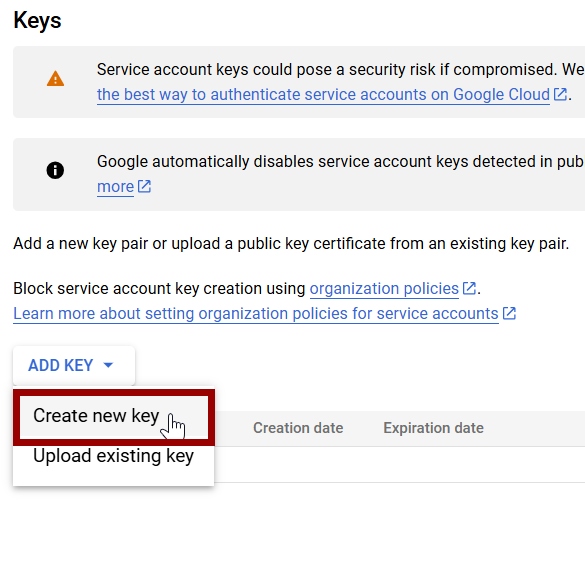 Keys
Service account keys could pose a security risk if compromised. We
the best way to authenticate service accounts on Google Cloud.
Google automatically disables service account keys detected in pub
more
Add a new key pair or upload a public key certificate from an existing key pair.
Block service account key creation using organization policies.
Learn more about setting organization policies for service accounts
ADD KEY
Create new key
Creation date Expiration date
Upload existing key